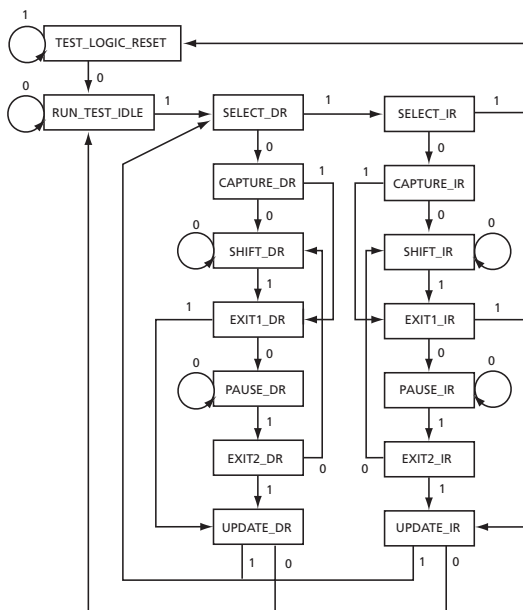 1
TEST_LOGIC_RESET
0
0
RUN_TEST_IDLE
1
SELECT_DR
1
SELECT_IR
1
0
0
CAPTURE_DR
1
1
CAPTURE_IR
0
0
0
SHIFT_DR
SHIFT_IR
0
1
1
1
EXIT1_DR
EXIT1_IR
1
0
0
0
PAUSE_DR
PAUSE_IR
0
1
1
EXIT2_DR
0
0
EXIT2_IR
1
1
UPDATE_DR
UPDATE_IR
1
0
1
0